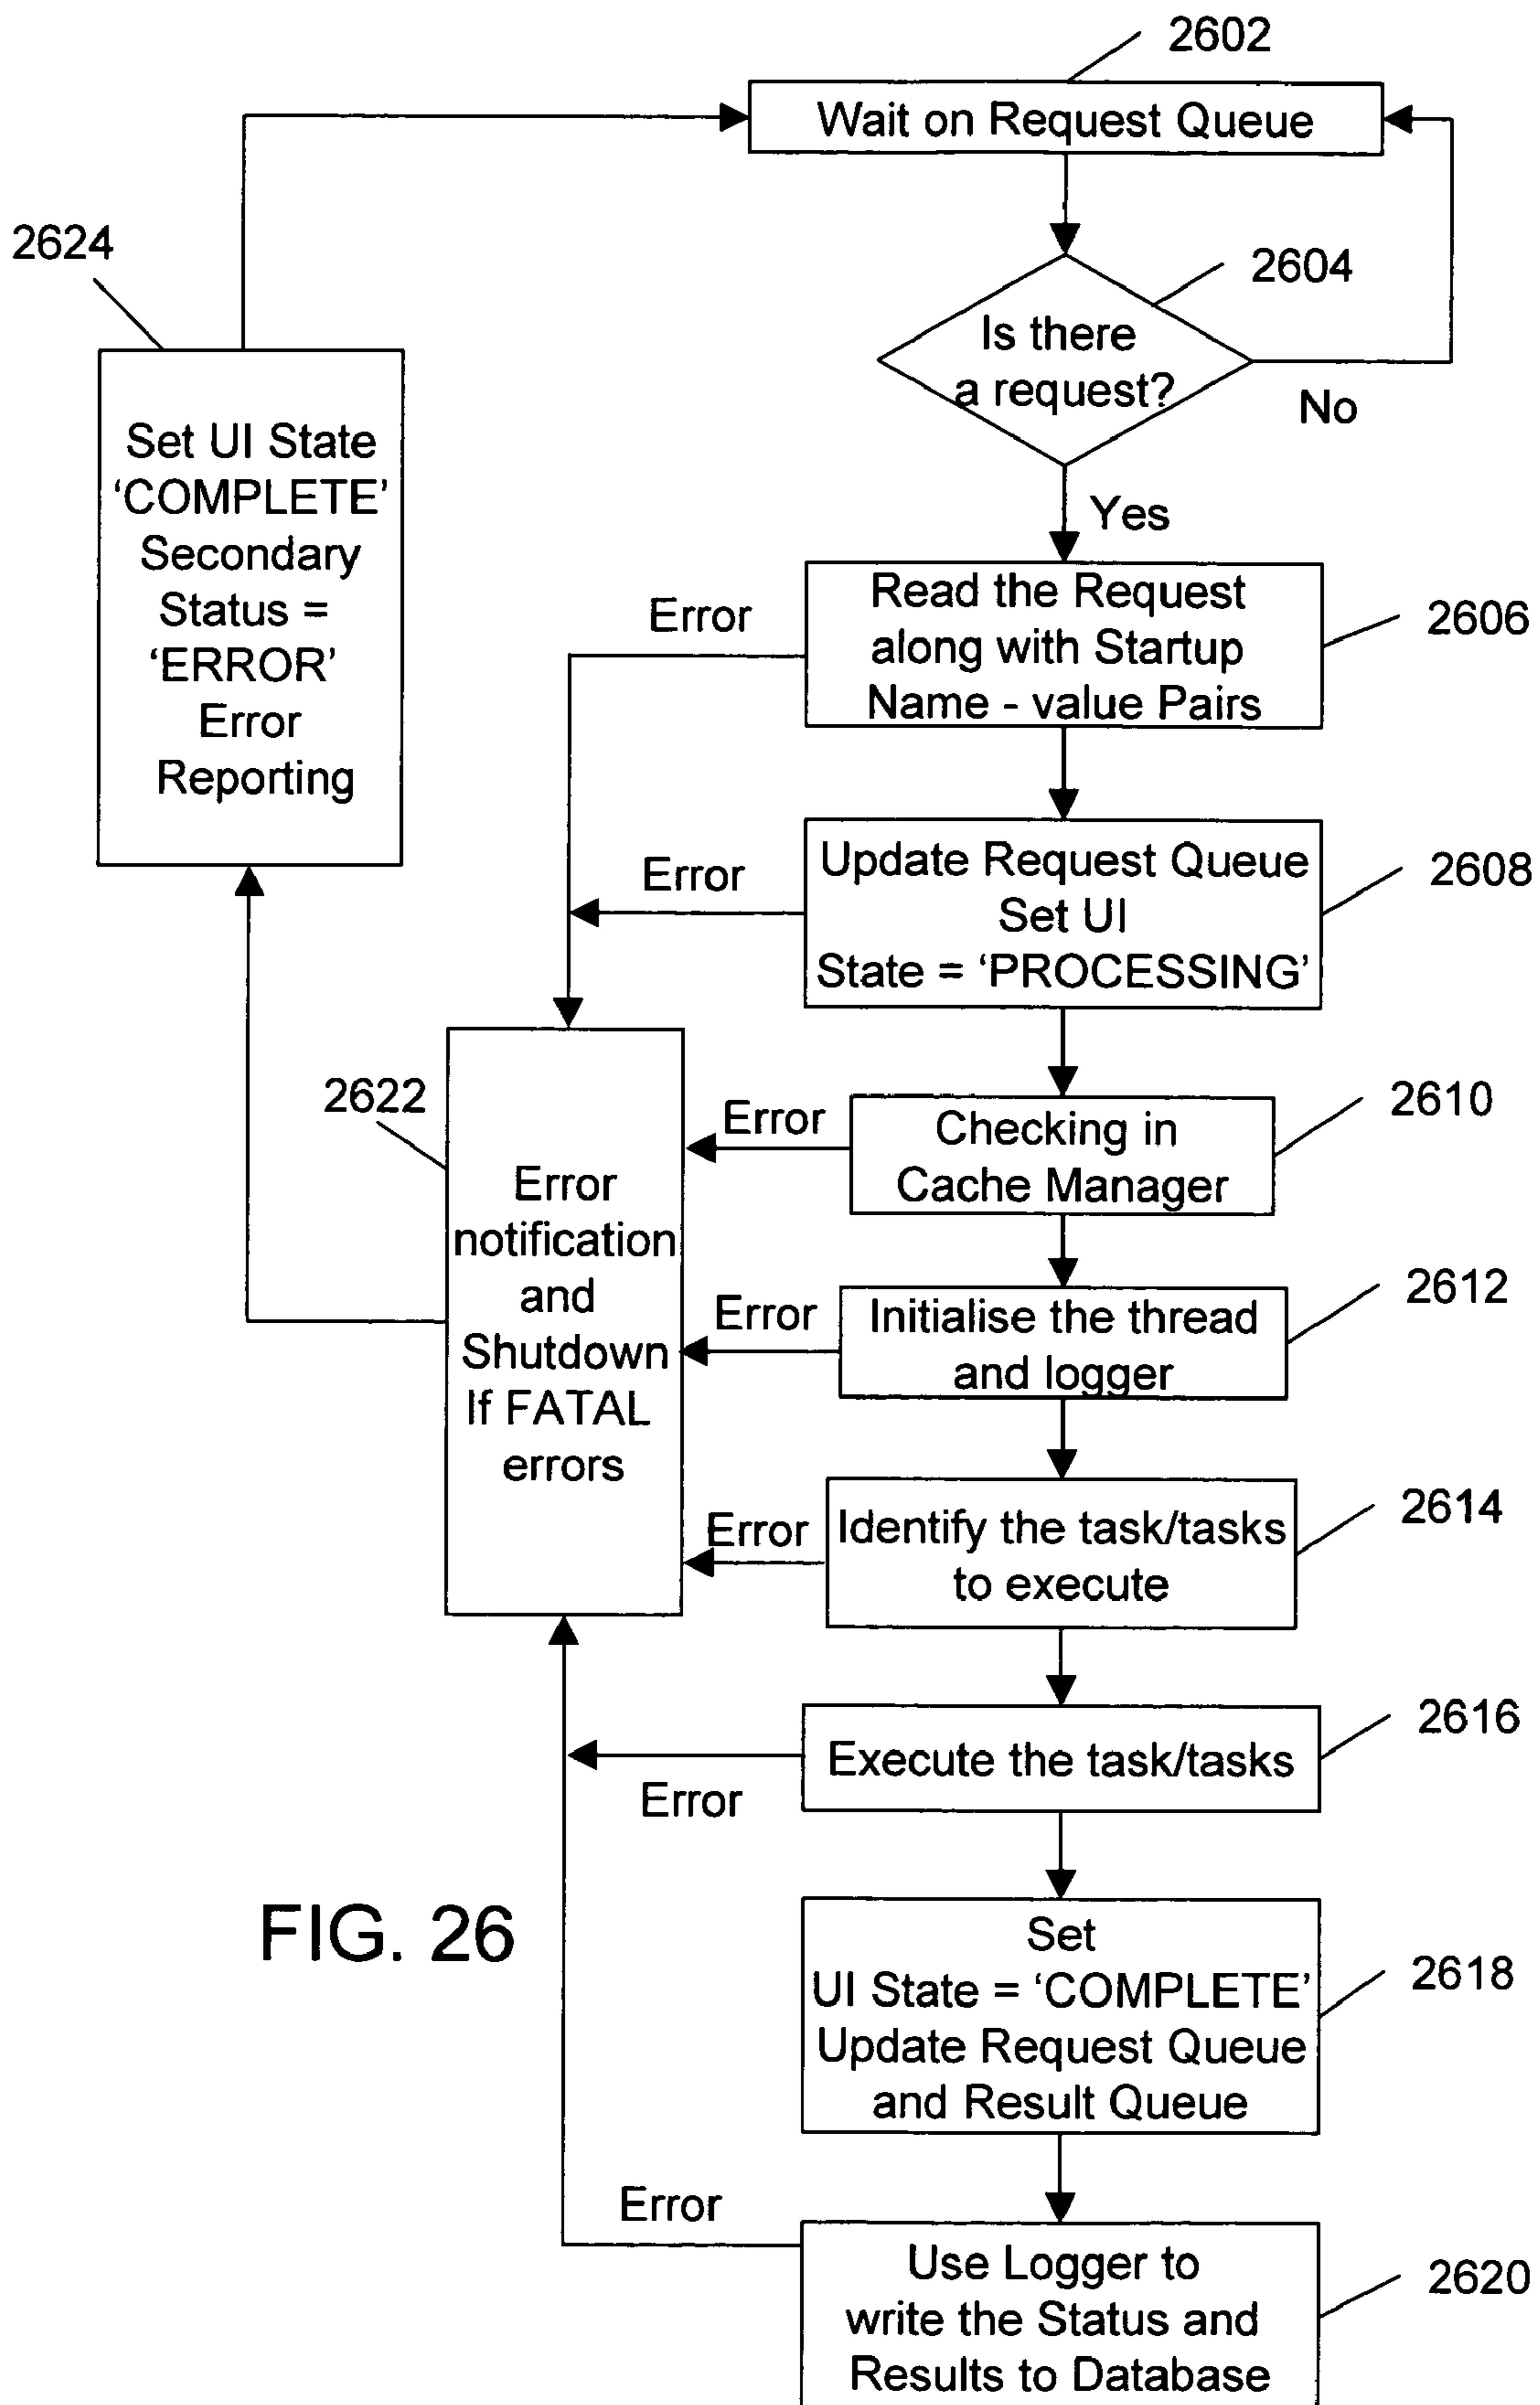 2602
Wait on Request Queue
2624
2604
Is there
a request?
No
Set UI State
‘COMPLETE’
Secondary
Status =
‘ERROR’
Error
Reporting
Yes
Error
Read the Request
along with Startup
Name - value Pairs
2606
Error
Update Request Queue
Set UI
State = ‘PROCESSING’
2608
2622
Error
notification
and
Shutdown
If FATAL
errors
Error
Checking in
Cache Manager
2610
Error
Initialise the thread
and logger
2612
Error
Identify the task/tasks
to execute
2614
Execute the task/tasks
2616
Error
FIG. 26
Set
UI State = ‘COMPLETE’
Update Request Queue
and Result Queue
2618
Error
Use Logger to
write the Status and
Results to Database
2620